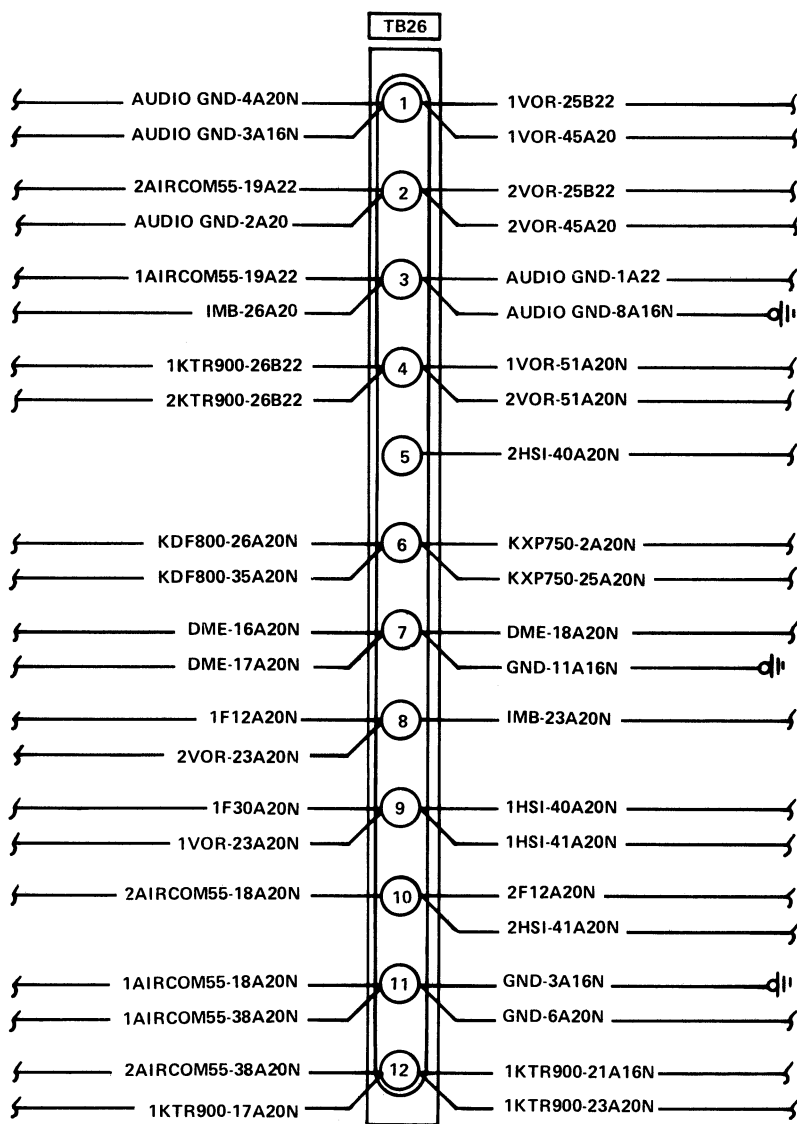 TB26
AUDIO GND-4A20N 1 1VOR-25B22
AUDIO GND-3A16N 1VOR-45A20
2AIRCOM55-19A22 2 2VOR-25B22
AUDIO GND-2A20 2VOR-45A20
1AIRCOM55-19A22 3 AUDIO GND-1A22
IMB-26A20 AUDIO GND-8A16N
1KTR900-26B22 4 1VOR-51A20N
2KTR900-26B22 2VOR-51A20N
5 2HSI-40A20N
KDF800-26A20N 6 KXP750-2A20N
KDF800-35A20N KXP750-25A20N
DME-16A20N 7 DME-18A20N
DME-17A20N GND-11A16N
1F12A20N 8 IMB-23A20N
2VOR-23A20N
1F30A20N 9 1HSI-40A20N
1VOR-23A20N 1HSI-41A20N
2AIRCOM55-18A20N 10 2F12A20N
2HSI-41A20N
1AIRCOM55-18A20N 11 GND-3A16N
1AIRCOM55-38A20N GND-6A20N
2AIRCOM55-38A20N 12 1KTR900-21A16N
1KTR900-17A20N 1KTR900-23A20N